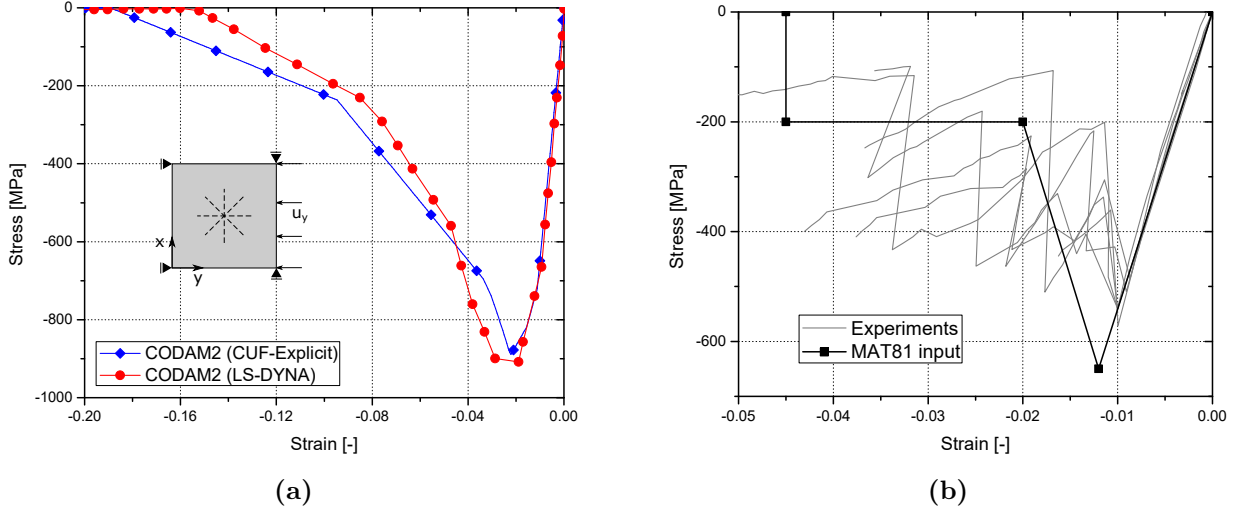 0
-200
-400
-600
-800
-1000
-0.20
-0.16
-0.12
-0.08
-0.04
0.00
Stress [MPa]
Strain [-]
x
y
u_y
CODAM2 (CUF-Explicit)
CODAM2 (LS-DYNA)
(a)
0
-200
-400
-600
-0.05
-0.04
-0.03
-0.02
-0.01
0.00
Stress [MPa]
Strain [-]
Experiments
MAT81 input
(b)